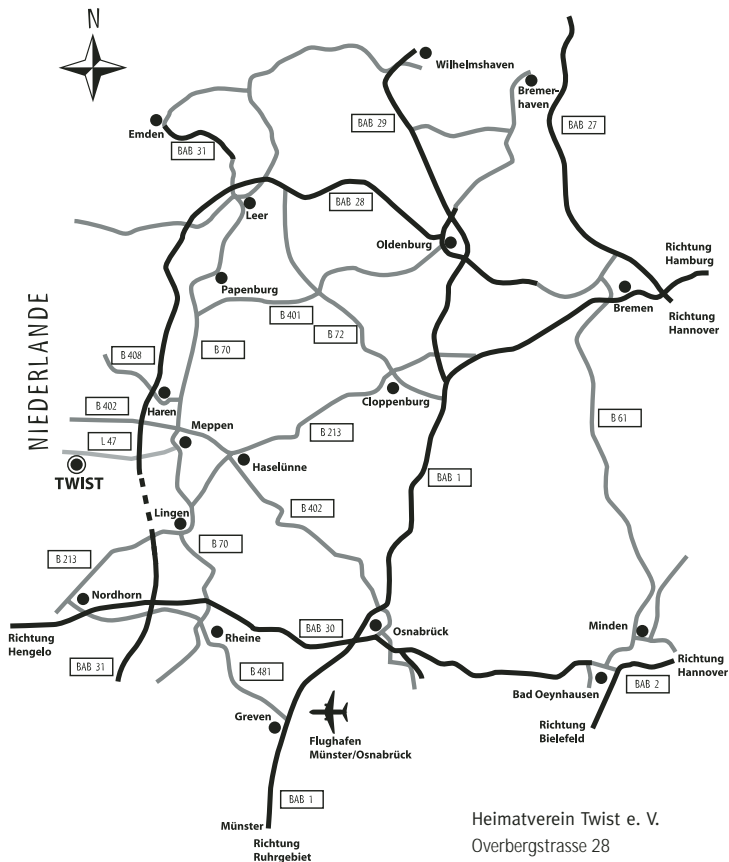 N
Wilhelmshaven
Bremer-
haven
Emden
BAB 29
BAB 27
BAB 31
BAB 28
Leer
Oldenburg
Richtung
Hamburg
Papenburg
Bremen
Richtung
Hannover
NIEDERLANDE
B 401
B 72
B 70
B 408
Haren
B 402
Cloppenburg
Meppen
B 213
B 61
L 47
Haselünne
TWIST
BAB 1
B 402
Lingen
B 70
B 213
Nordhorn
Minden
BAB 30
Osnabrück
Rheine
Richtung
Hengelo
BAB 31
B 481
Richtung
Hannover
BAB 2
Bad Oeynhausen
Greven
Richtung
Bielefeld
Flughafen
Münster/Osnabrück
BAB 1
Münster
Richtung
Ruhrgebiet
Heimatverein Twist e. V.
Overbergstrasse 28